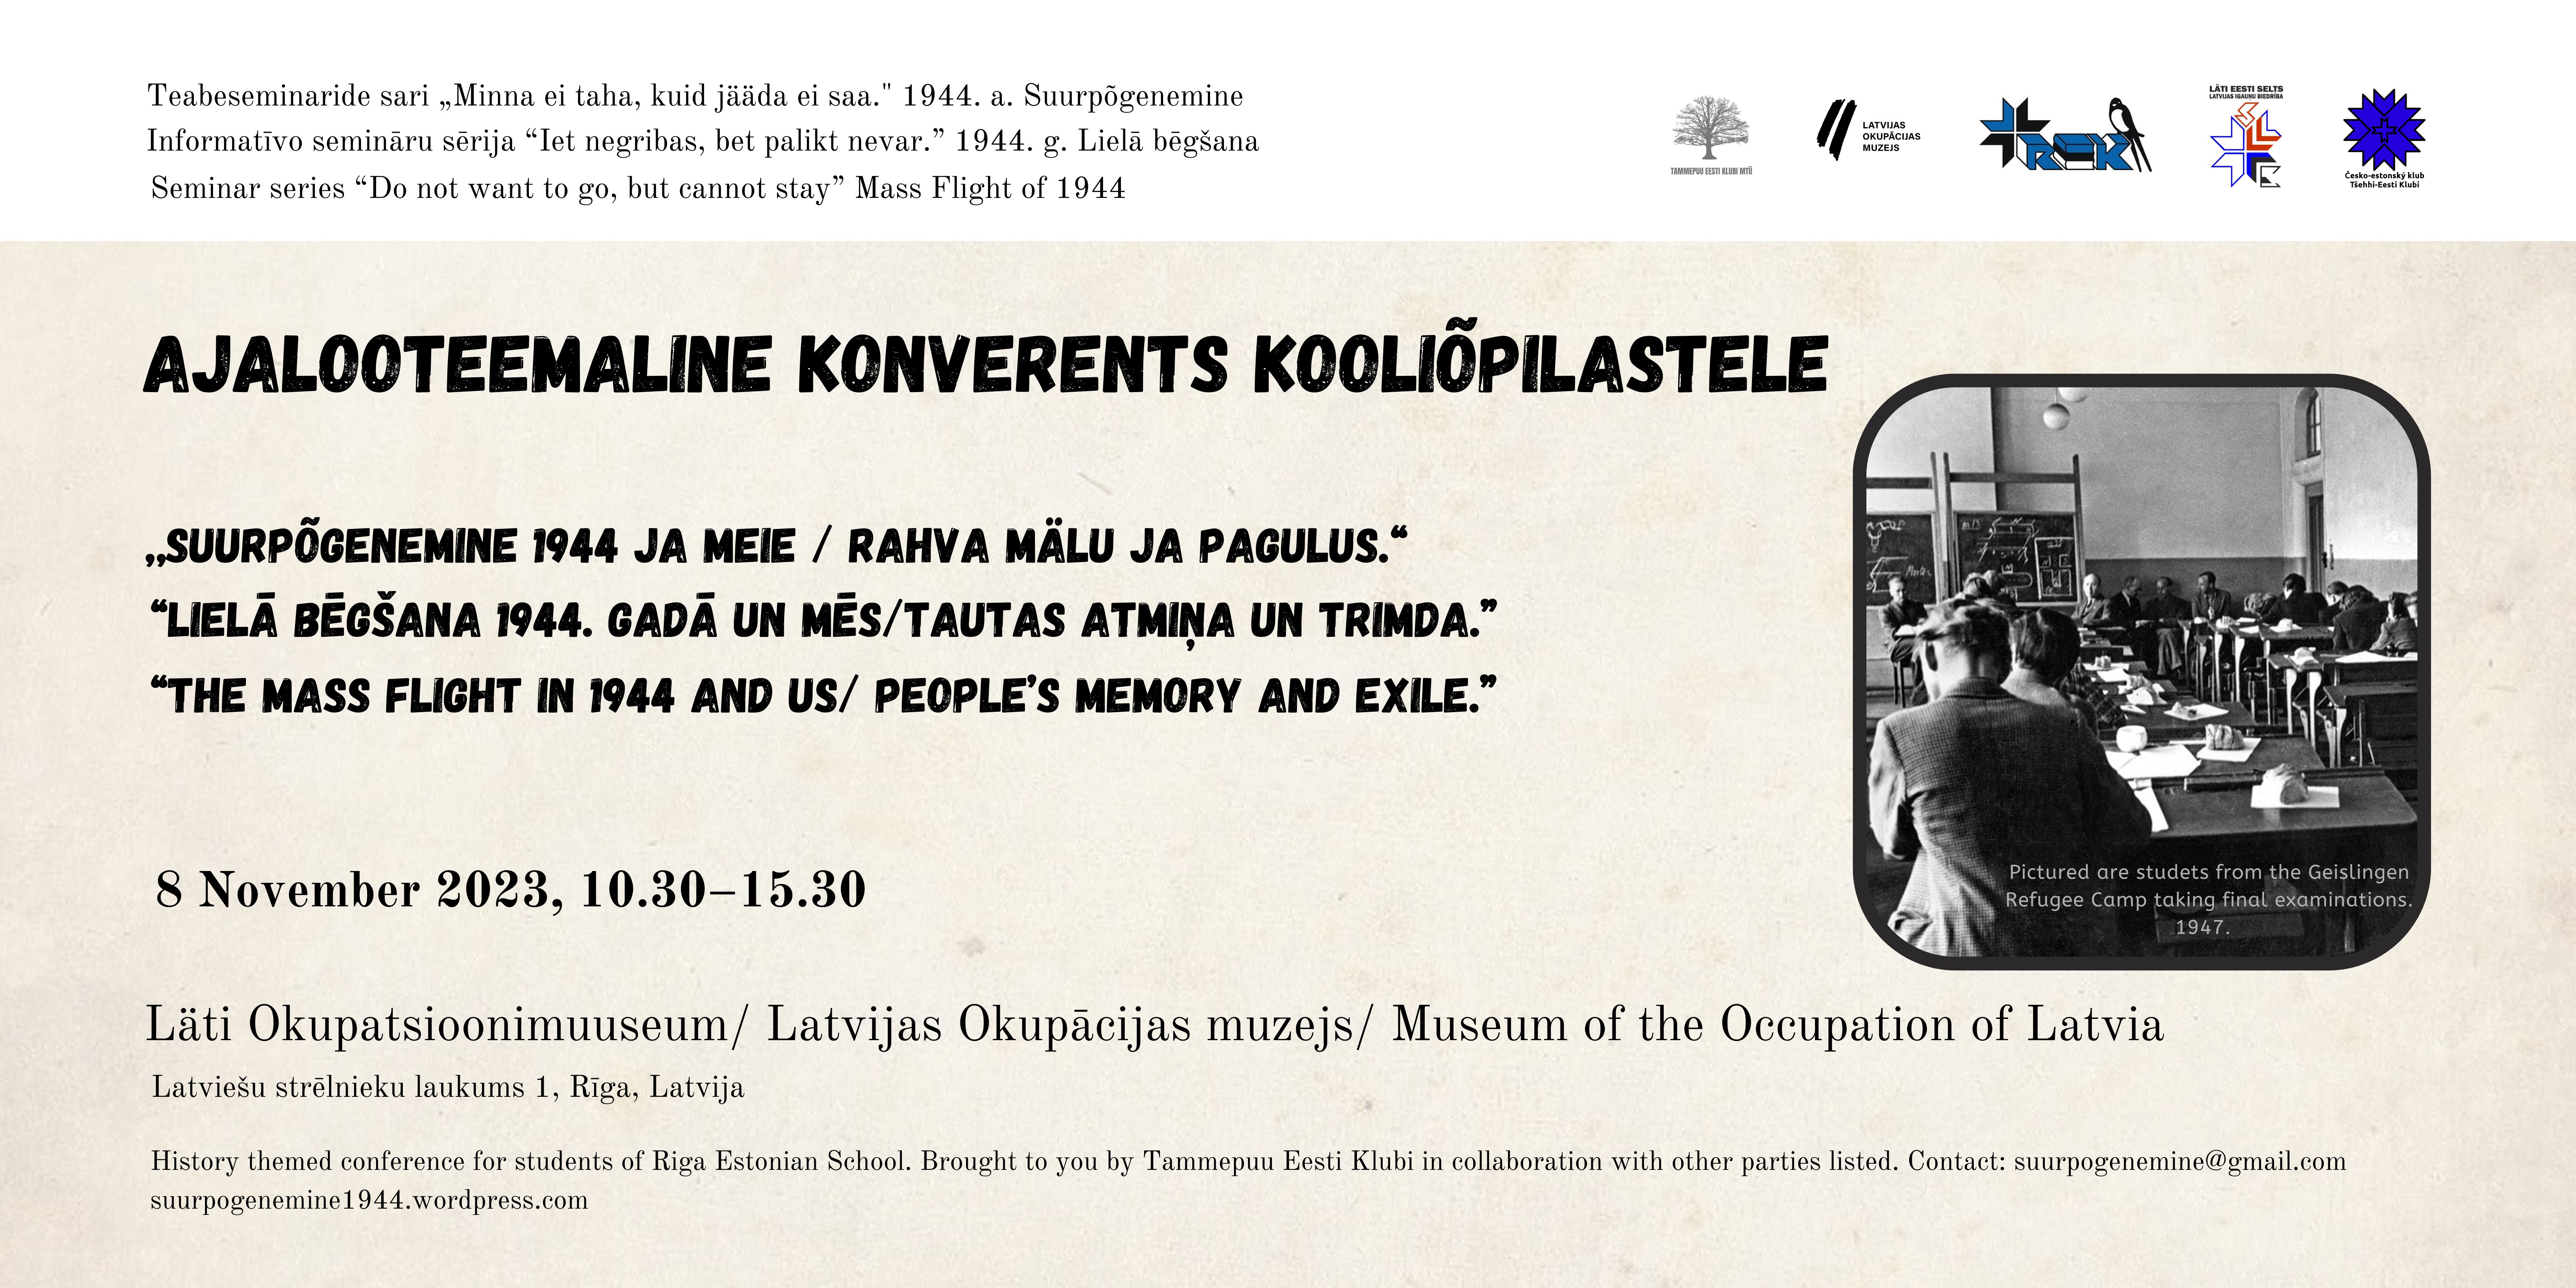 Teabeseminaride sari „Minna ei taha, kuid jääda ei saa." 1944. a. Suurpõgenemine
Informatīvo semināru sērija “Iet negribas, bet palikt nevar.” 1944. g. Lielā bēgšana
Seminar series “Do not want to go, but cannot stay” Mass Flight of 1944
TAMMEPUU EESTI KLUBI MTÜ
LATVIJAS
OKUPĀCIJAS
MUZEJS
REK
LÄTI EESTI SELTS
LATVIJAS IGAUŅU BIEDRĪBA
Česko-estonský klub
Tšehhi-Eesti Klubi
AJALOOTEEMALINE KONVERENTS KOOLIÕPILASTELE
„SUURPÕGENEMINE 1944 JA MEIE / RAHVA MÄLU JA PAGULUS.“
“LIELĀ BĒGŠANA 1944. GADĀ UN MĒS/TAUTAS ATMIŅA UN TRIMDA.”
“THE MASS FLIGHT IN 1944 AND US/ PEOPLE’S MEMORY AND EXILE.”
8 November 2023, 10.30–15.30
Pictured are studets from the Geislingen
Refugee Camp taking final examinations.
1947.
Läti Okupatsioonimuuseum/ Latvijas Okupācijas muzejs/ Museum of the Occupation of Latvia
Latviešu strēlnieku laukums 1, Rīga, Latvija
History themed conference for students of Riga Estonian School. Brought to you by Tammepuu Eesti Klubi in collaboration with other parties listed. Contact: suurpogenemine@gmail.com
suurpogenemine1944.wordpress.com